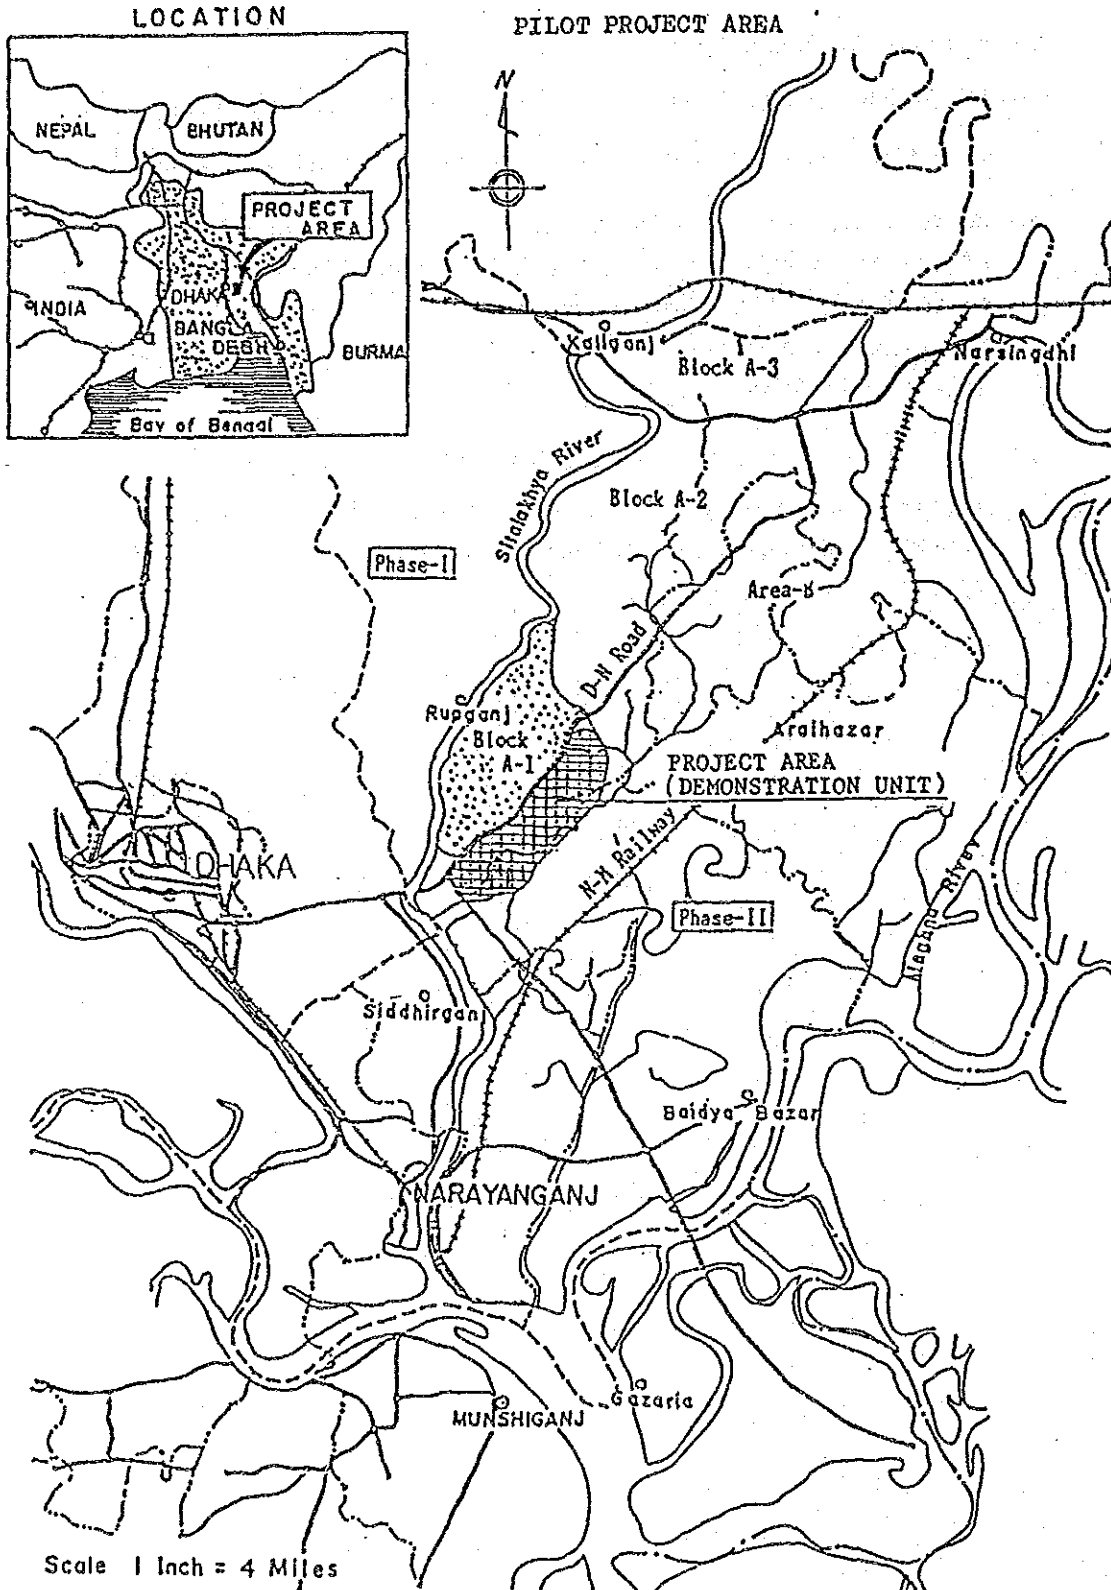 LOCATION
PILOT PROJECT AREA
N
NEPAL
BHUTAN
PROJECT
AREA
DHAKA
INDIA
BANGLA
DESH
BURMA
Bay of Bengal
Kaliganj
Block A-3
Narsingdhi
Sitalakhya River
Block A-2
Phase-I
Area-B
D-N Road
Rupganj
Block
A-1
Araihazar
PROJECT AREA
(DEMONSTRATION UNIT)
DHAKA
N-N Railway
Phase-II
Meghna River
Siddhirganj
Baidya Bazar
NARAYANGANJ
Gazaria
MUNSHIGANJ
Scale 1 Inch = 4 Miles